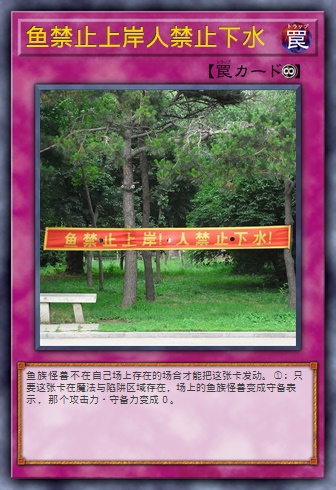 鱼禁止上岸人禁止下水
トラップ
罠
【罠カード
鱼禁止上岸!人禁止下水!
鱼族怪兽不在自己场上存在的场合才能把这张卡发动。①：只
要这张卡在魔法与陷阱区域存在，场上的鱼族怪兽变成守备表
示，那个攻击力·守备力变成０。